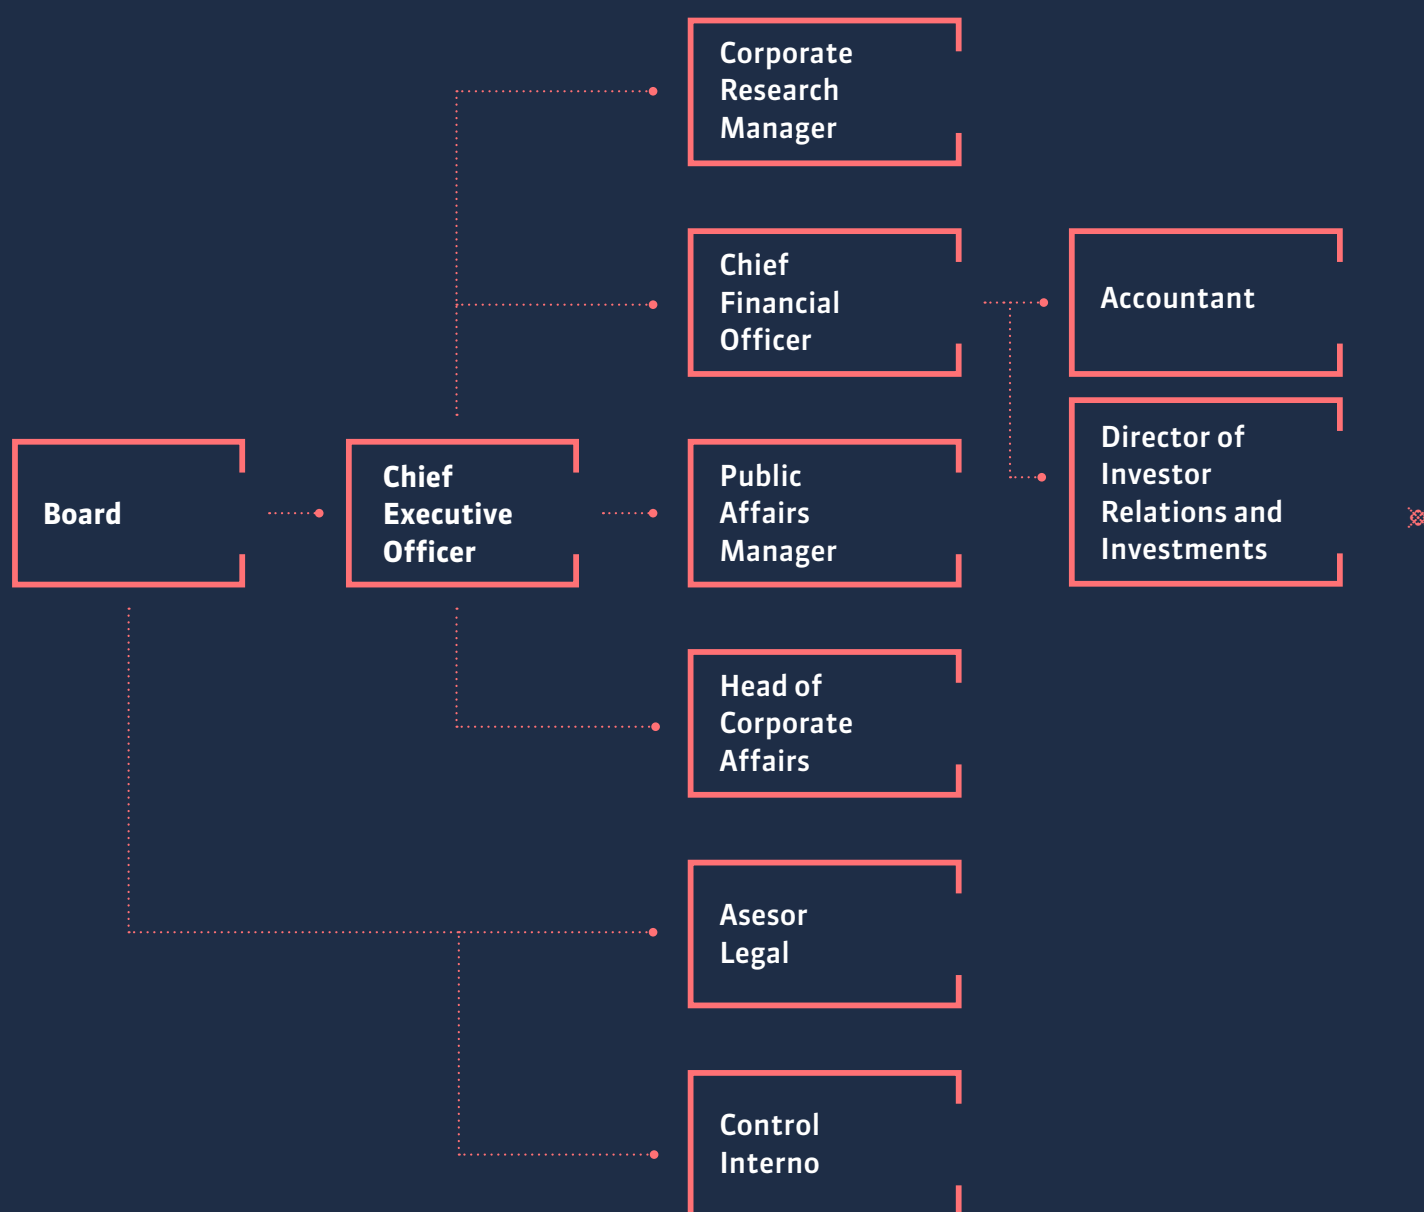 Corporate
Research
Manager
Chief
Financial
Officer
Accountant
Board
Chief
Executive
Officer
Public
Affairs
Manager
Director of
Investor
Relations and
Investments
Head of
Corporate
Affairs
Asesor
Legal
Control
Interno